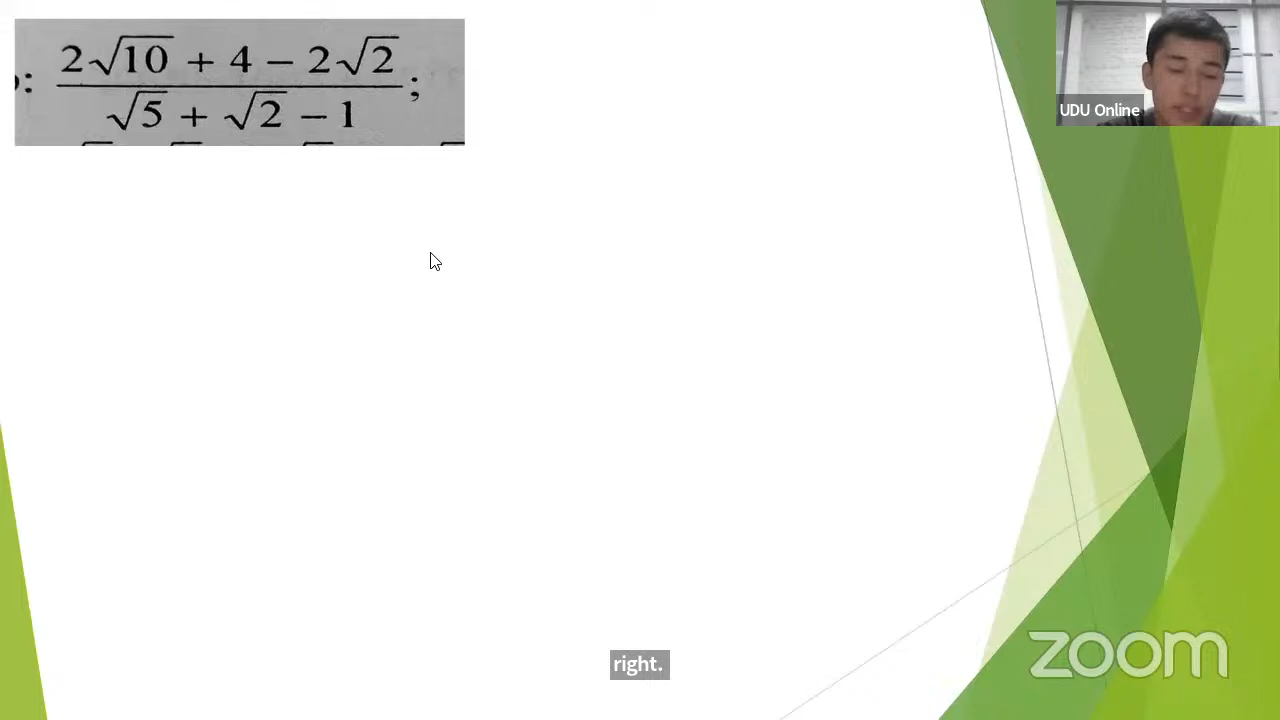 2√10 + 4 − 2√2
√5 + √2 − 1 ;
UDU Online
right.
zoom